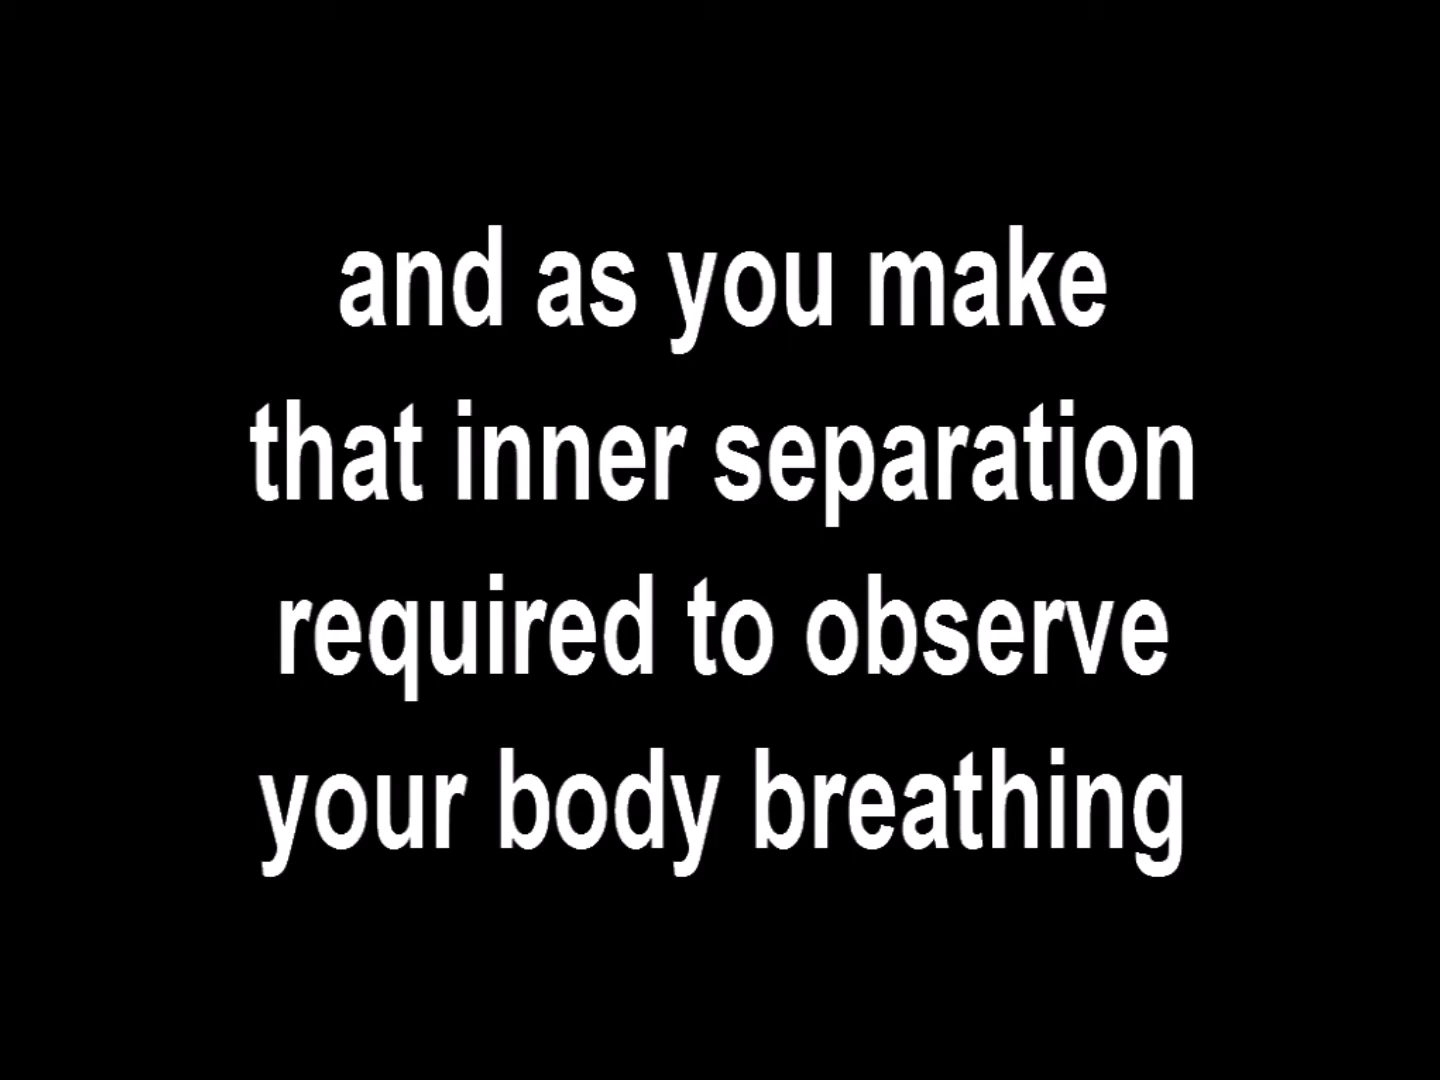 and as you make
that inner separation
required to observe
your body breathing